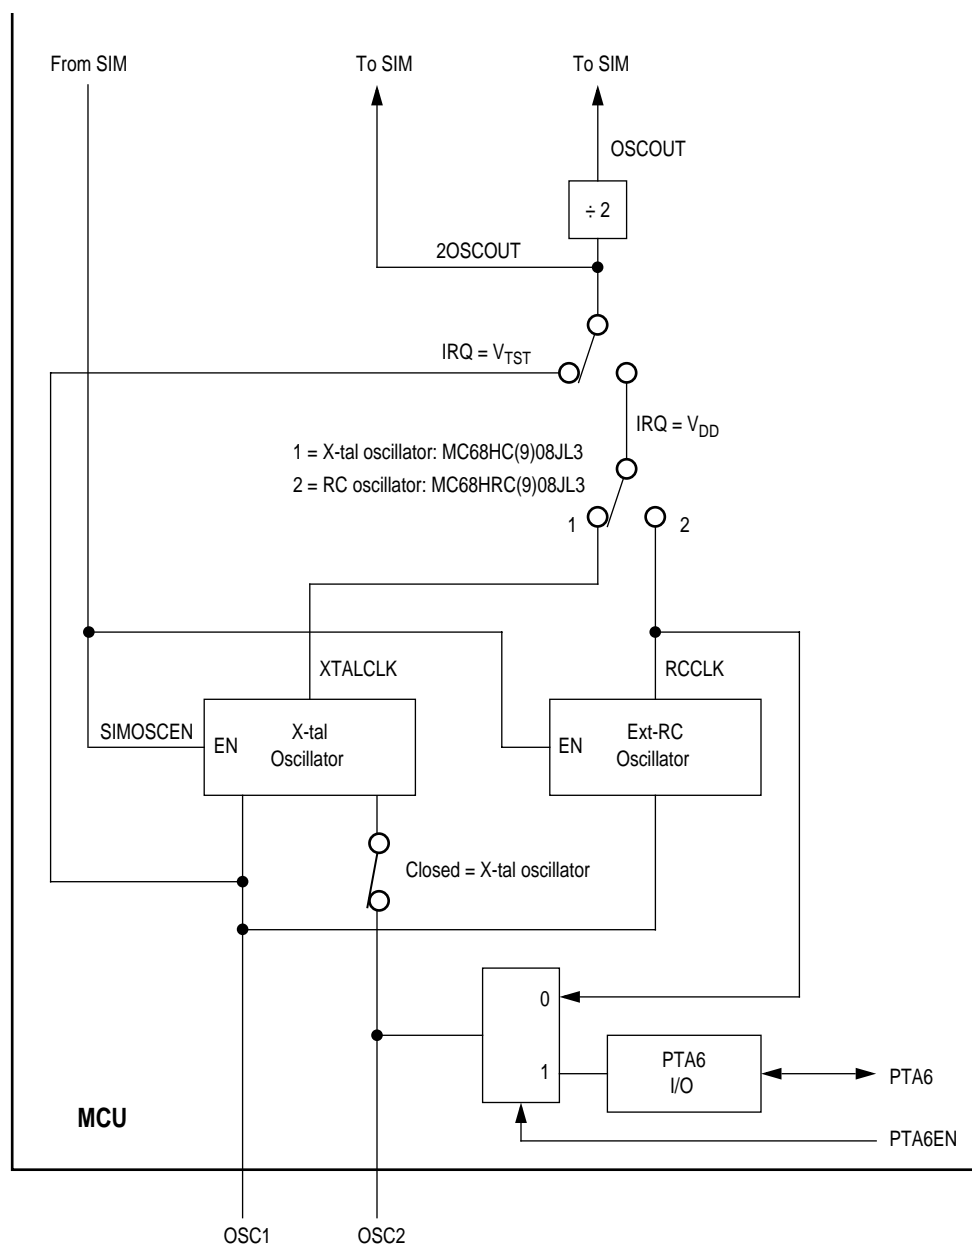 From SIM
To SIM
To SIM
OSCOUT
÷ 2
2OSCOUT
IRQ = VTST
IRQ = VDD
1 = X-tal oscillator: MC68HC(9)08JL3
2 = RC oscillator: MC68HRC(9)08JL3
1
2
XTALCLK
RCCLK
SIMOSCEN
EN
X-tal
Oscillator
EN
Ext-RC
Oscillator
Closed = X-tal oscillator
0
1
PTA6
I/O
PTA6
PTA6EN
MCU
OSC1
OSC2